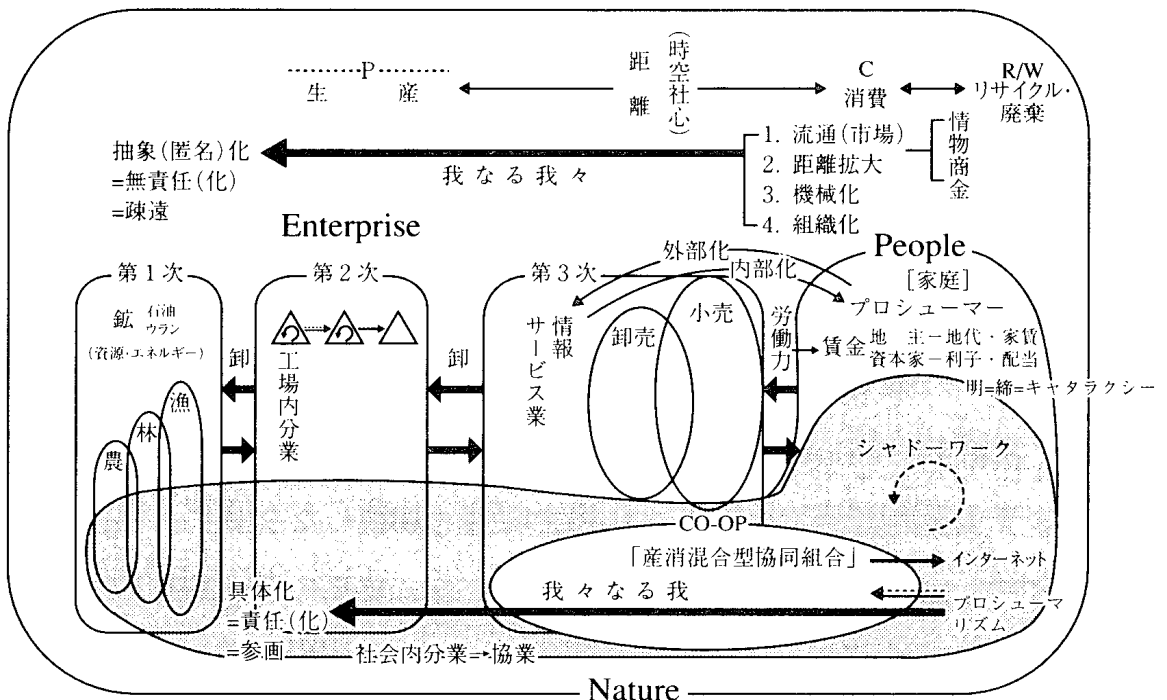 P
生産
距離
(時空社心)
C
消費
R/W
リサイクル・
廃棄
抽象(匿名)化
=無責任(化)
=疎遠
我なる我々
1. 流通(市場)
2. 距離拡大
3. 機械化
4. 組織化
情物商金
Enterprise
People
[家庭]
プロシューマー
外部化
内部化
第1次
第2次
第3次
鉱 石油
ウラン
(資源・エネルギー)
農
林
漁
卸
工場内分業
卸
情報
サービス業
卸売
小売
労働力
賃金
地 主－地代・家賃
資本家－利子・配当
明=締=キャタラクシー
シャドーワーク
CO-OP
「産消混合型協同組合」
インターネット
我々なる我
プロシューマ
リズム
具体化
=責任(化)
=参画
社会内分業→協業
Nature